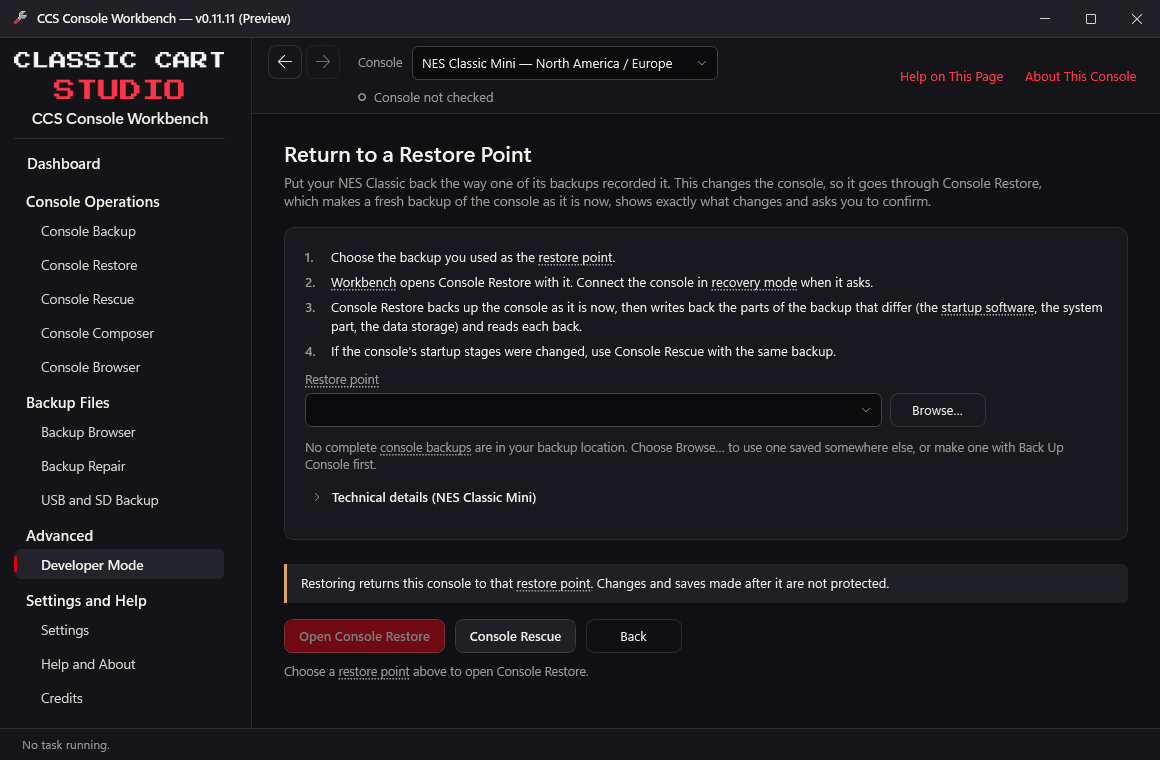 CCS Console Workbench — v0.11.11 (Preview)
CLASSIC CART
STUDIO
CCS Console Workbench
Dashboard
Console Operations
Console Backup
Console Restore
Console Rescue
Console Composer
Console Browser
Backup Files
Backup Browser
Backup Repair
USB and SD Backup
Advanced
Developer Mode
Settings and Help
Settings
Help and About
Credits
Console
NES Classic Mini — North America / Europe
Console not checked
Help on This Page
About This Console
Return to a Restore Point
Put your NES Classic back the way one of its backups recorded it. This changes the console, so it goes through Console Restore,
which makes a fresh backup of the console as it is now, shows exactly what changes and asks you to confirm.
1. Choose the backup you used as the restore point.
2. Workbench opens Console Restore with it. Connect the console in recovery mode when it asks.
3. Console Restore backs up the console as it is now, then writes back the parts of the backup that differ (the startup software, the system
part, the data storage) and reads each back.
4. If the console's startup stages were changed, use Console Rescue with the same backup.
Restore point
Browse...
No complete console backups are in your backup location. Choose Browse... to use one saved somewhere else, or make one with Back Up
Console first.
Technical details (NES Classic Mini)
Restoring returns this console to that restore point. Changes and saves made after it are not protected.
Open Console Restore
Console Rescue
Back
Choose a restore point above to open Console Restore.
No task running.